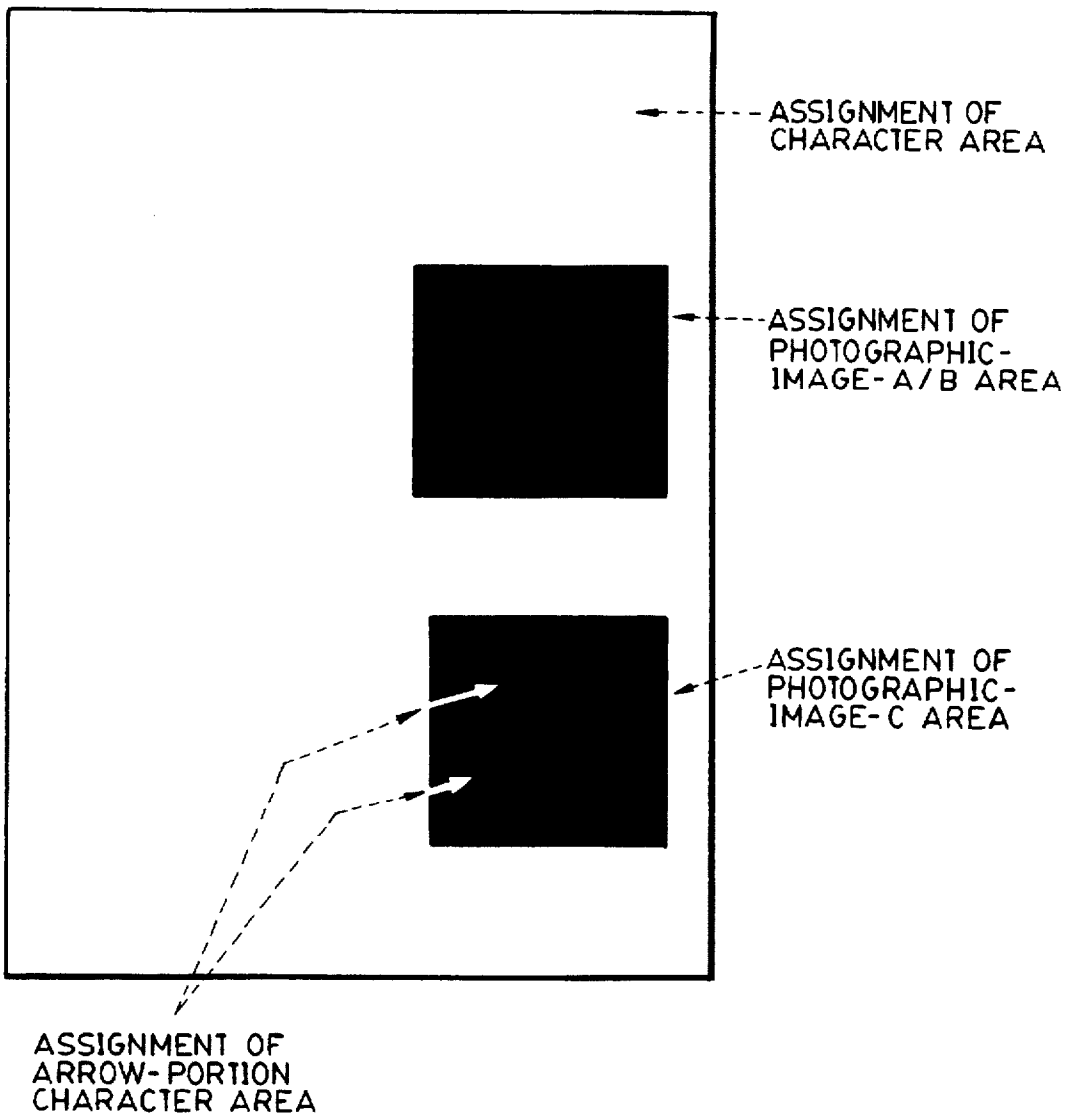 ASSIGNMENT OF
CHARACTER AREA
ASSIGNMENT OF
PHOTOGRAPHIC-
IMAGE-A/B AREA
ASSIGNMENT OF
PHOTOGRAPHIC-
IMAGE-C AREA
ASSIGNMENT OF
ARROW-PORTION
CHARACTER AREA